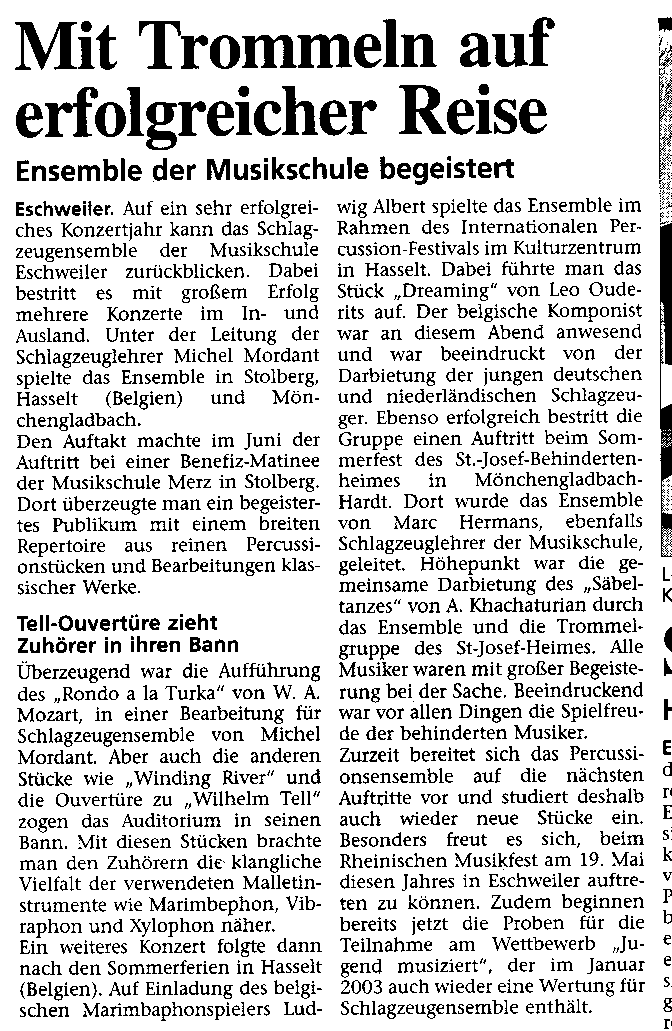 Mit Trommeln auf
erfolgreicher Reise
Ensemble der Musikschule begeistert
Eschweiler. Auf ein sehr erfolgrei-
ches Konzertjahr kann das Schlag-
zeugensemble der Musikschule
Eschweiler zurückblicken. Dabei
bestritt es mit großem Erfolg
mehrere Konzerte im In- und
Ausland. Unter der Leitung der
Schlagzeuglehrer Michel Mordant
spielte das Ensemble in Stolberg,
Hasselt (Belgien) und Mön-
chengladbach.
Den Auftakt machte im Juni der
Auftritt bei einer Benefiz-Matinee
der Musikschule Merz in Stolberg.
Dort überzeugte man ein begeister-
tes Publikum mit einem breiten
Repertoire aus reinen Percussi-
onstücken und Bearbeitungen klas-
sischer Werke.
Tell-Ouvertüre zieht
Zuhörer in ihren Bann
Überzeugend war die Aufführung
des „Rondo a la Turka" von W. A.
Mozart, in einer Bearbeitung für
Schlagzeugensemble von Michel
Mordant. Aber auch die anderen
Stücke wie „Winding River" und
die Ouvertüre zu „Wilhelm Tell"
zogen das Auditorium in seinen
Bann. Mit diesen Stücken brachte
man den Zuhörern die klangliche
Vielfalt der verwendeten Malletin-
strumente wie Marimbephon, Vib-
raphon und Xylophon näher.
Ein weiteres Konzert folgte dann
nach den Sommerferien in Hasselt
(Belgien). Auf Einladung des belgi-
schen Marimbaphonspielers Lud-
wig Albert spielte das Ensemble im
Rahmen des Internationalen Per-
cussion-Festivals im Kulturzentrum
in Hasselt. Dabei führte man das
Stück „Dreaming" von Leo Oude-
rits auf. Der belgische Komponist
war an diesem Abend anwesend
und war beeindruckt von der
Darbietung der jungen deutschen
und niederländischen Schlagzeu-
ger. Ebenso erfolgreich bestritt die
Gruppe einen Auftritt beim Som-
merfest des St.-Josef-Behinderten-
heimes in Mönchengladbach-
Hardt. Dort wurde das Ensemble
von Marc Hermans, ebenfalls
Schlagzeuglehrer der Musikschule,
geleitet. Höhepunkt war die ge-
meinsame Darbietung des „Säbel-
tanzes" von A. Khachaturian durch
das Ensemble und die Trommel-
gruppe des St-Josef-Heimes. Alle
Musiker waren mit großer Begeiste-
rung bei der Sache. Beeindruckend
war vor allen Dingen die Spielfreu-
de der behinderten Musiker.
Zurzeit bereitet sich das Percussi-
onsensemble auf die nächsten
Auftritte vor und studiert deshalb
auch wieder neue Stücke ein.
Besonders freut es sich, beim
Rheinischen Musikfest am 19. Mai
diesen Jahres in Eschweiler auftre-
ten zu können. Zudem beginnen
bereits jetzt die Proben für die
Teilnahme am Wettbewerb „Ju-
gend musiziert", der im Januar
2003 auch wieder eine Wertung für
Schlagzeugensemble enthält.